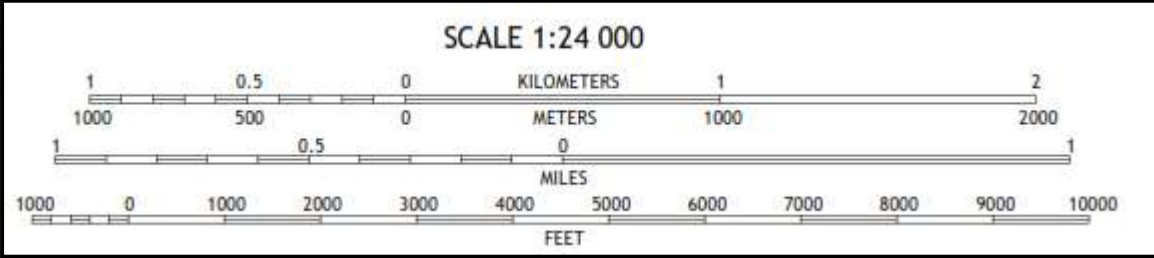 SCALE 1:24 000
1 0.5 0 KILOMETERS 1 2
1000 500 0 METERS 1000 2000
1 0.5 0 1
MILES
1000 0 1000 2000 3000 4000 5000 6000 7000 8000 9000 10000
FEET